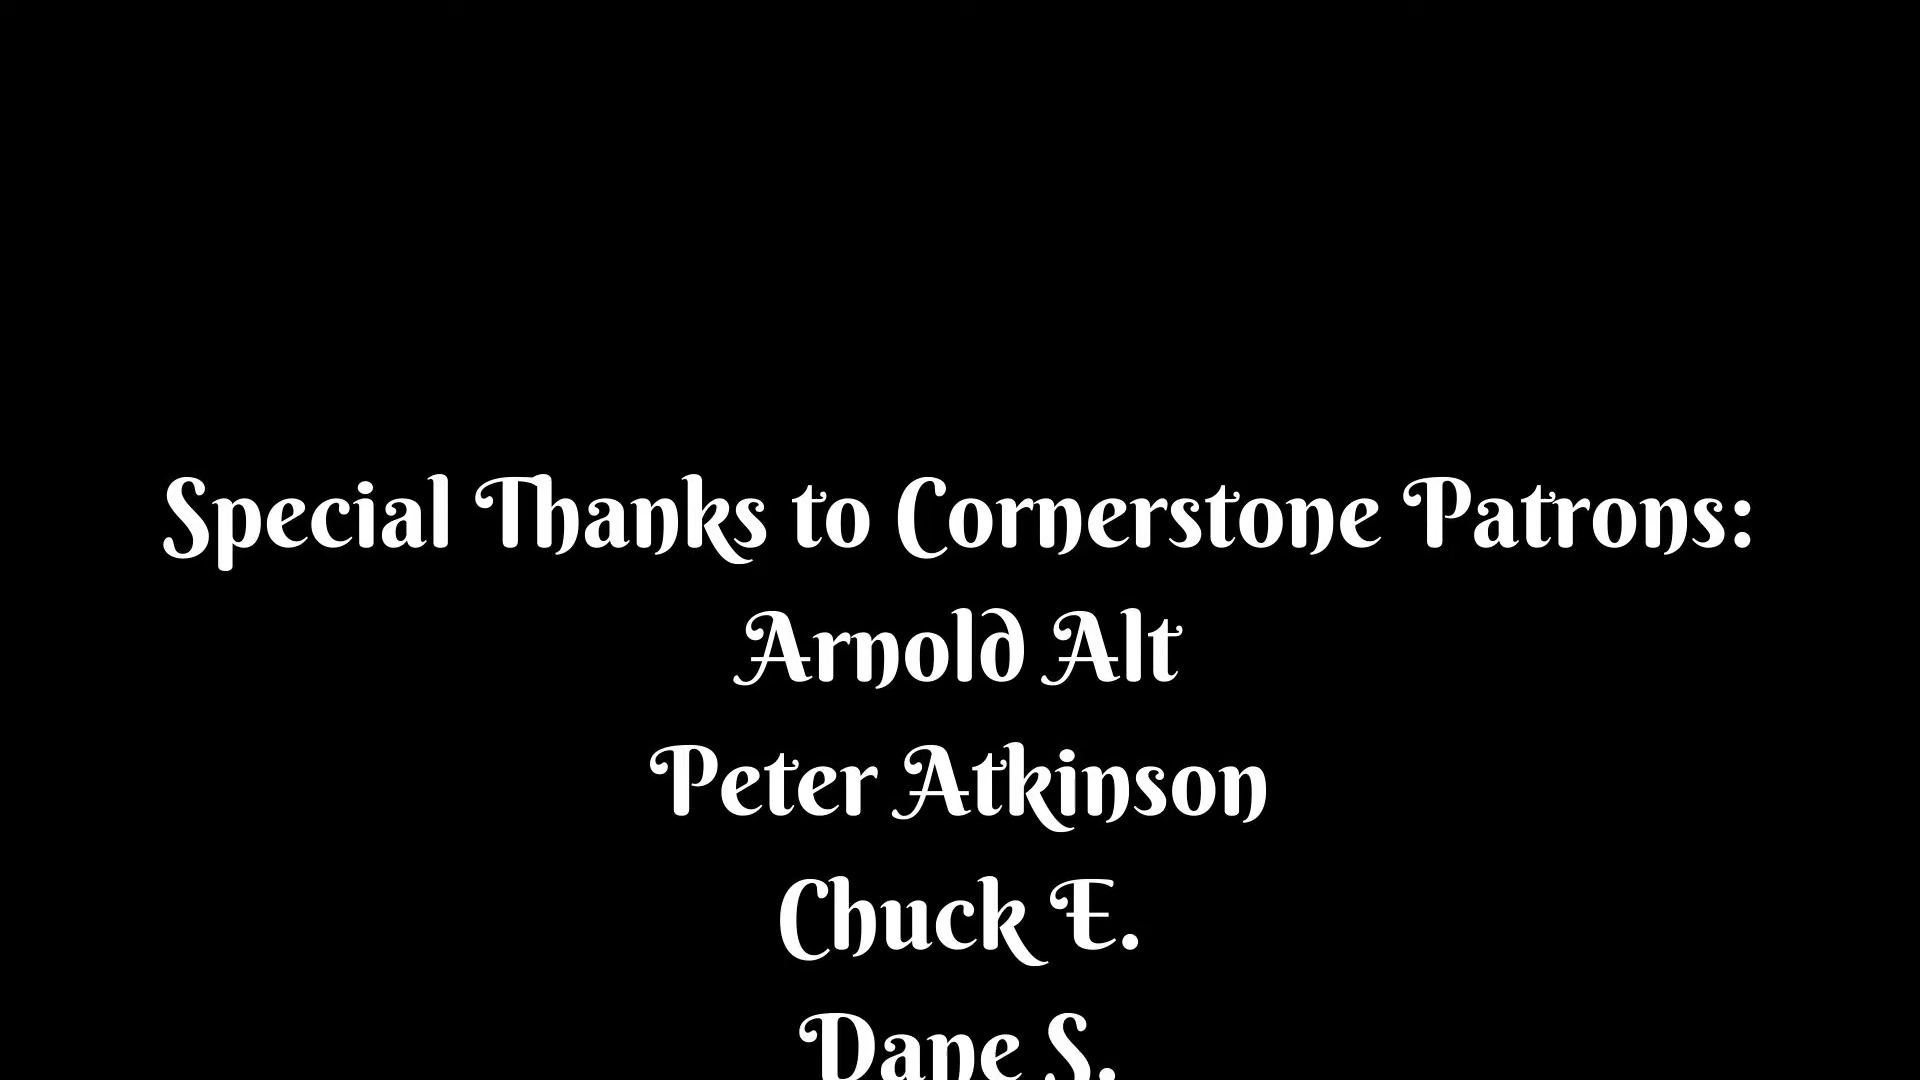 Special Thanks to Cornerstone Patrons:
Arnold Alt
Peter Atkinson
Chuck E.
Dane S.